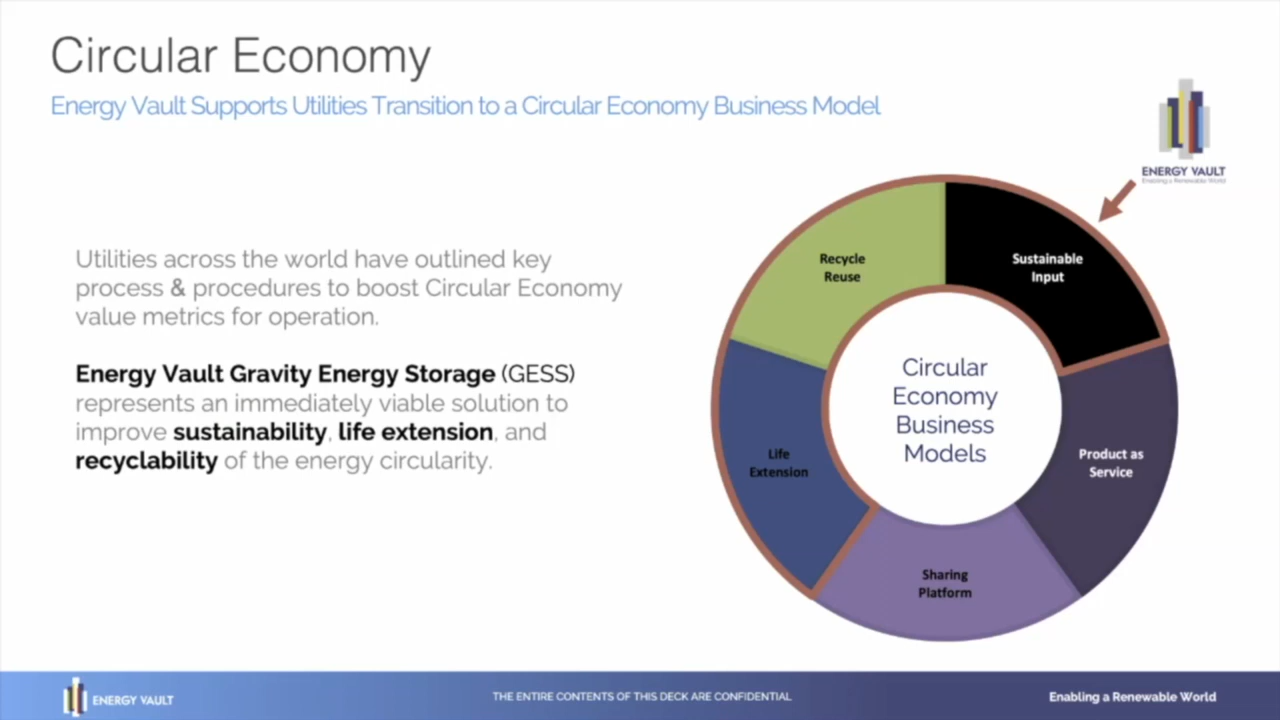 Circular Economy
Energy Vault Supports Utilities Transition to a Circular Economy Business Model
ENERGY VAULT
Enabling a Renewable World
Utilities across the world have outlined key
process & procedures to boost Circular Economy
value metrics for operation.
Energy Vault Gravity Energy Storage (GESS)
represents an immediately viable solution to
improve sustainability, life extension, and
recyclability of the energy circularity.
Recycle
Reuse
Sustainable
Input
Circular
Economy
Business
Models
Life
Extension
Product as
Service
Sharing
Platform
ENERGY VAULT
THE ENTIRE CONTENTS OF THIS DECK ARE CONFIDENTIAL
Enabling a Renewable World